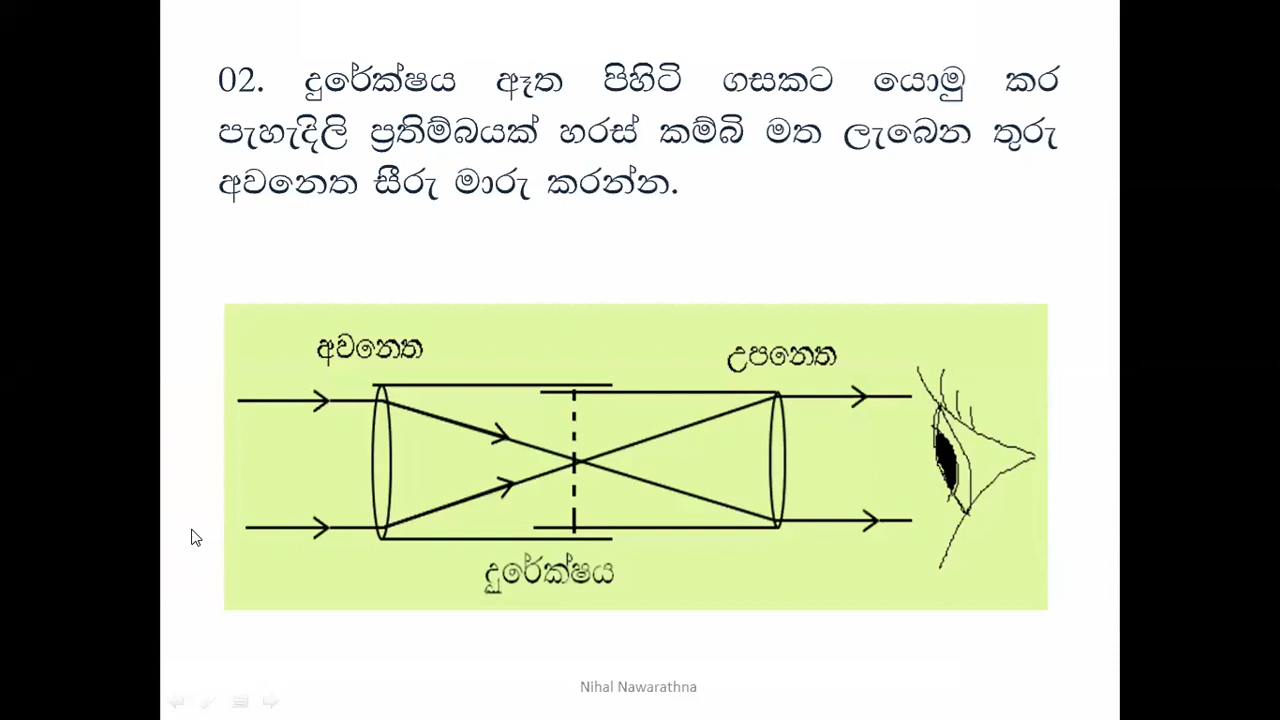 02. දුරේක්ෂය ඈත පිහිටි ගසකට යොමු කර
පැහැදිලි ප්‍රතිම්බයක් හරස් කම්බි මත ලැබෙන තුරු
අවනෙත සීරු මාරු කරන්න.
අවනෙත
උපනෙත
දුරේක්ෂය
Nihal Nawarathna